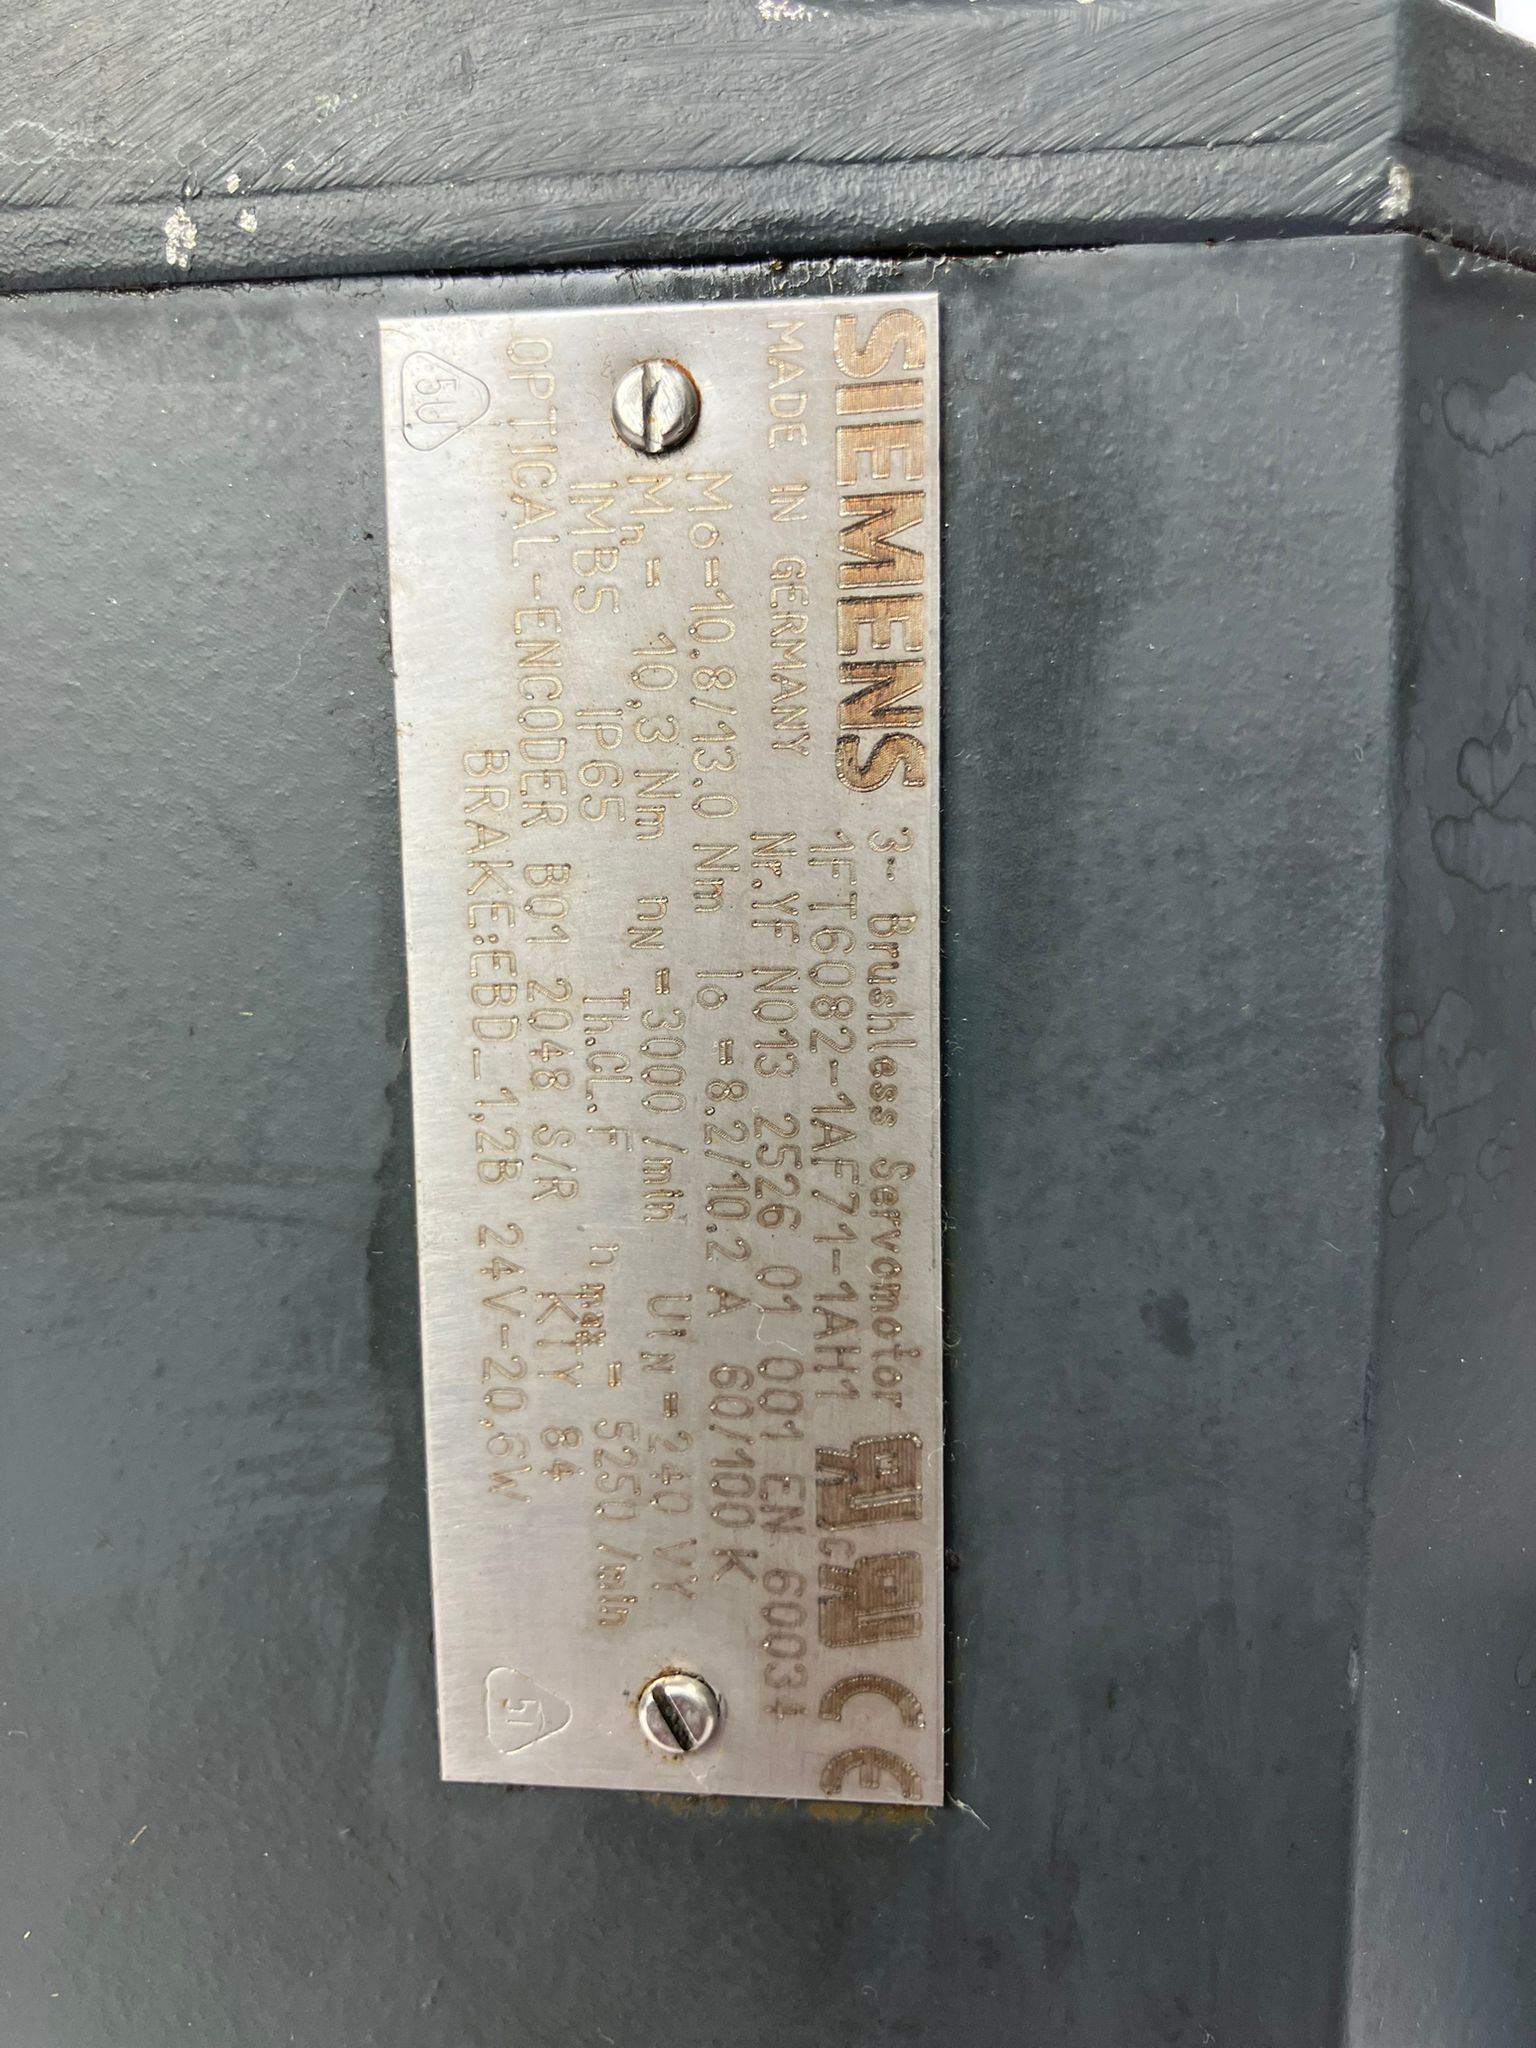 SIEMENS 3~ Brushless Servomotor
1FT6082-1AF71-1AH1
MADE IN GERMANY Nr.YF N013 2526 01 001 EN 60034
Mo=10.8/13.0 Nm Io=8.2/10.2 A 60/100 K
Mn= 10,3 Nm nN=3000 /min UIN=240 VY
IMB5 IP65 Th.CL.F nmax=5250 /min
OPTICAL-ENCODER B01 2048 S/R KTY 84
BRAKE:EBD-1,2B 24V-20,6W
CE